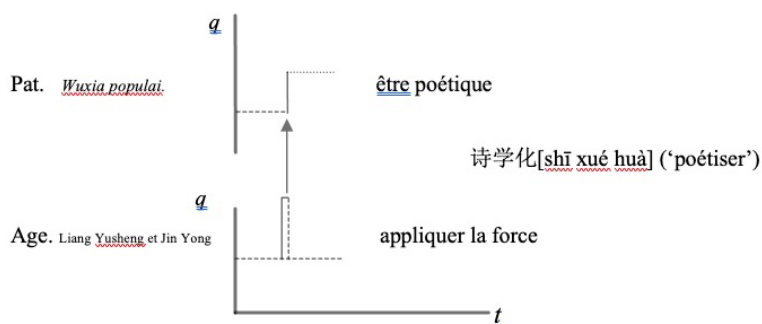 q
Pat. Wuxia populai. être poétique
诗学化[shī xué huà] (‘poétiser’)
q
Age. Liang Yusheng et Jin Yong appliquer la force
t